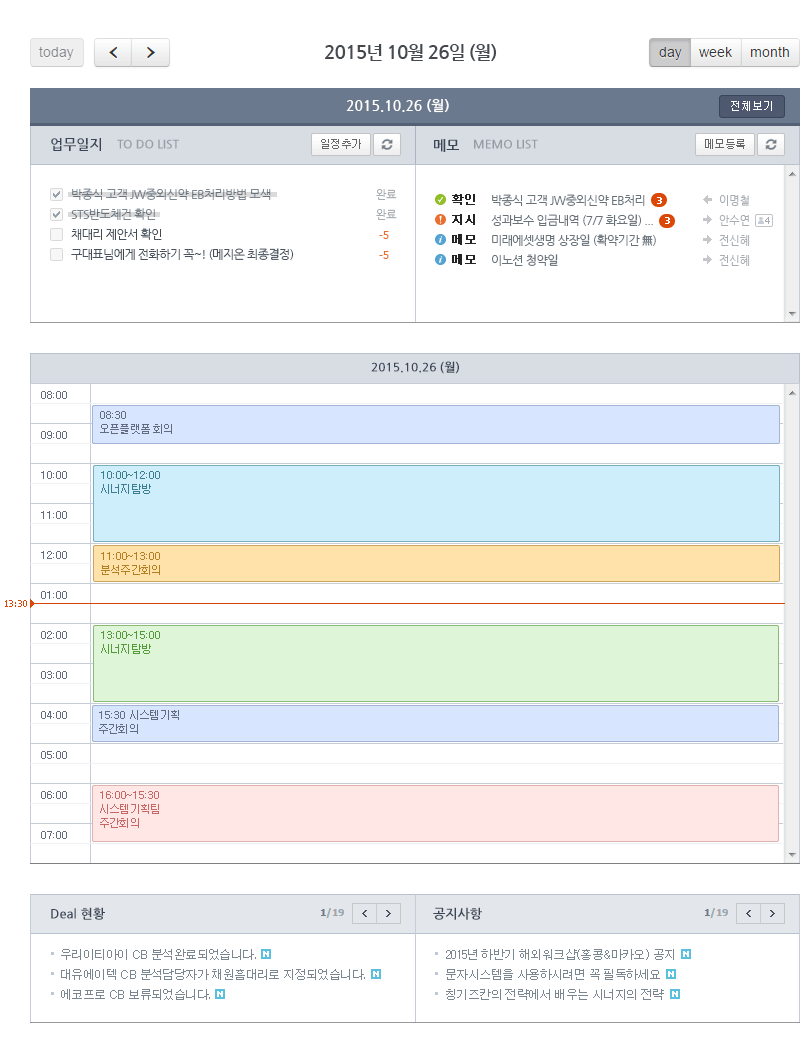 today
2015년 10월 26일 (월)
day week month
2015.10.26 (월)
전체보기
업무일지 TO DO LIST
일정추가
박종식 고객 JW중외신약 EB처리방법 모색 완료
STS반도체건 확인 완료
채대리 제안서 확인 -5
구대표님에게 전화하기 꼭~! (메지온 최종결정) -5
메모 MEMO LIST
메모등록
확인 박종식 고객 JW중외신약 EB처리 3 이명철
지시 성과보수 입금내역 (7/7 화요일) ... 3 안수연 4
메모 미래에셋생명 상장일 (확약기간 無) 전신혜
메모 이노션 청약일 전신혜
2015.10.26 (월)
08:00
08:30
오픈플랫폼 회의
09:00
10:00
10:00~12:00
시너지탐방
11:00
12:00
11:00~13:00
분석주간회의
01:00
13:30
02:00
13:00~15:00
시너지탐방
03:00
04:00
15:30 시스템기획
주간회의
05:00
06:00
16:00~15:30
시스템기획팀
주간회의
07:00
Deal 현황 1/19
우리이티아이 CB 분석완료되었습니다. N
대유에이텍 CB 분석담당자가 채원홈대리로 지정되었습니다. N
에코프로 CB 보류되었습니다. N
공지사항 1/19
2015년 하반기 해외워크샵(홍콩&마카오) 공지 N
문자시스템을 사용하시려면 꼭 필독하세요 N
칭기즈칸의 전략에서 배우는 시너지의 전략 N